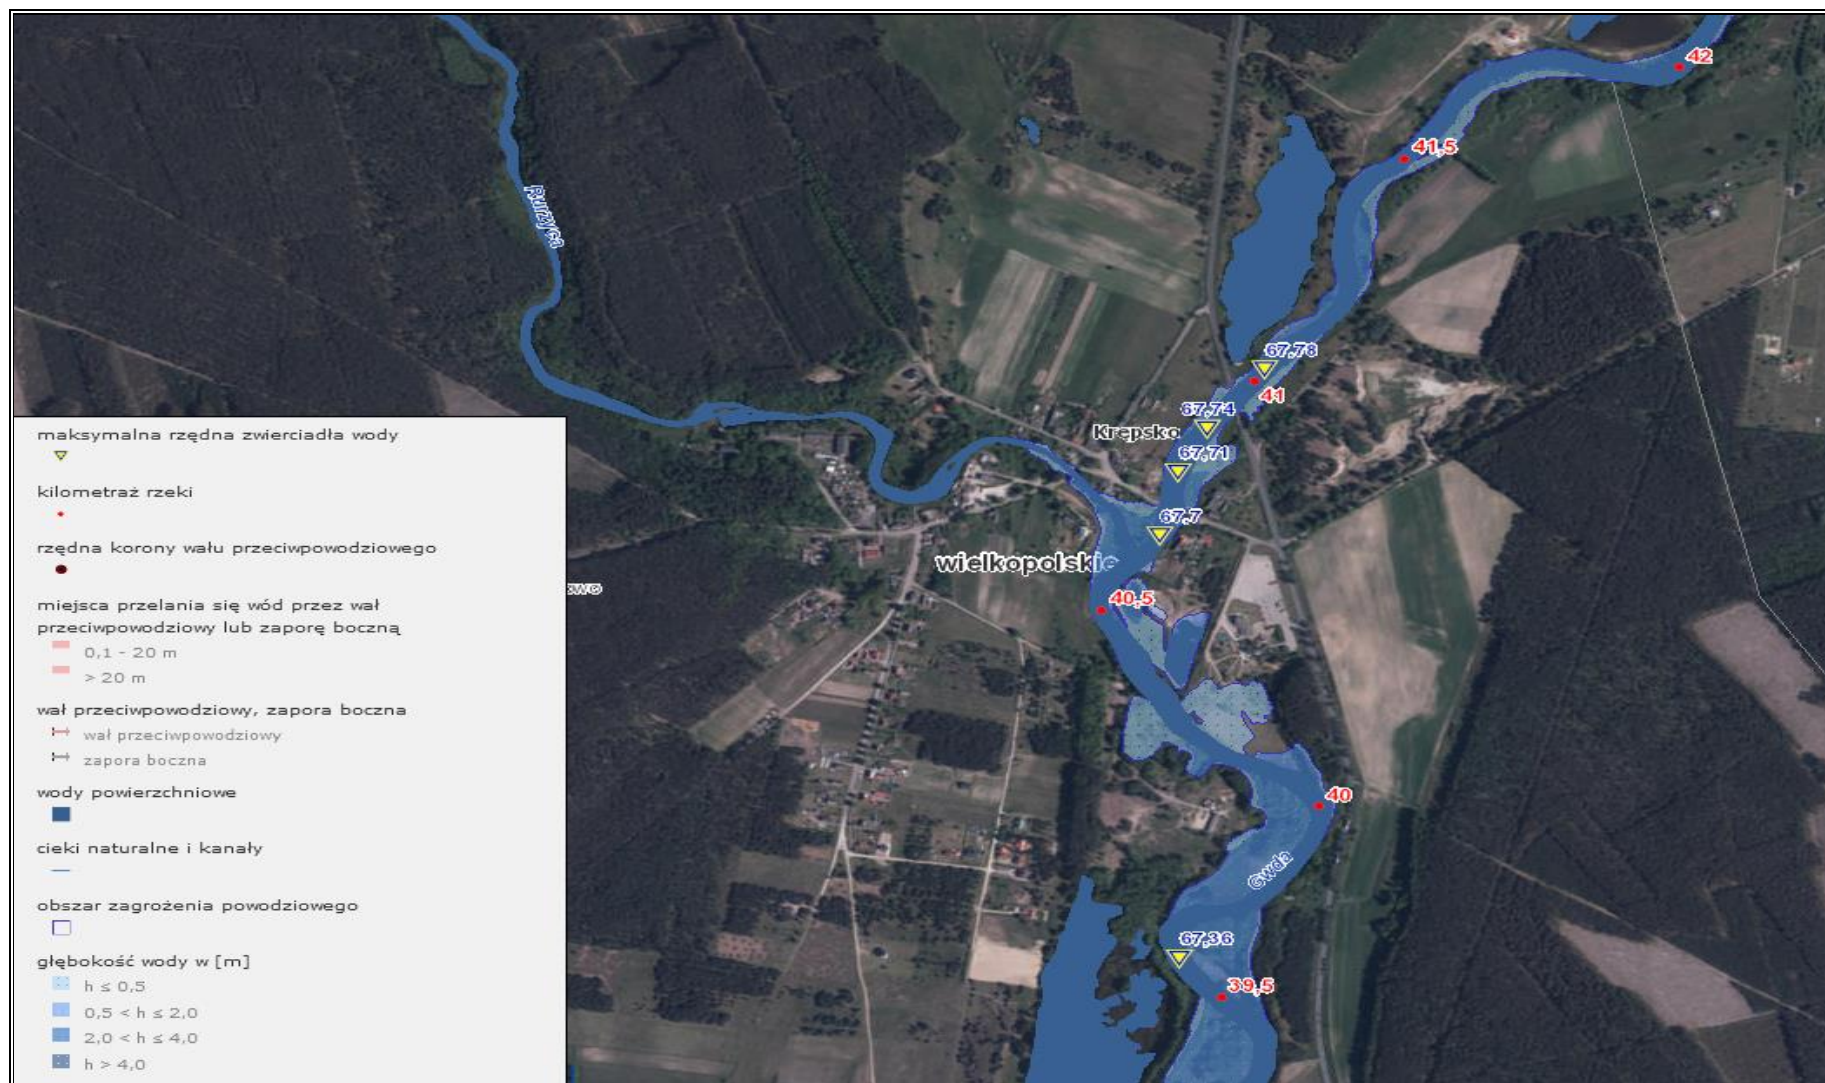 42
41,5
Rurzyca
67,78
41
67,74
Krępsko
67,71
67,7
wielkopolskie
owo
40,5
40
Gwda
67,36
39,5
maksymalna rzędna zwierciadła wody
kilometraż rzeki
rzędna korony wału przeciwpowodziowego
miejsca przelania się wód przez wał
przeciwpowodziowy lub zaporę boczną
0,1 - 20 m
> 20 m
wał przeciwpowodziowy, zapora boczna
wał przeciwpowodziowy
zapora boczna
wody powierzchniowe
cieki naturalne i kanały
obszar zagrożenia powodziowego
głębokość wody w [m]
h ≤ 0,5
0,5 < h ≤ 2,0
2,0 < h ≤ 4,0
h > 4,0